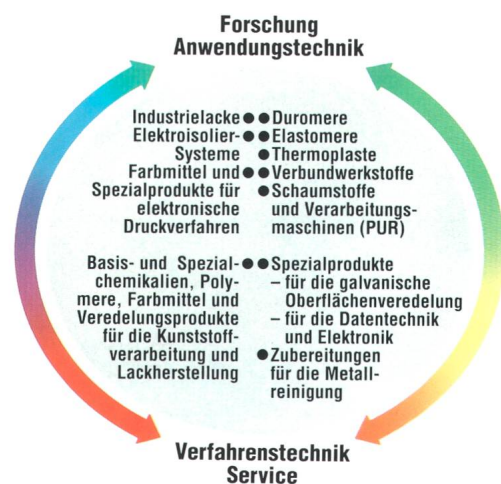 Forschung
Anwendungstechnik
Industrielacke●
Elektroisolier-●
Systeme
Farbmittel und●
Spezialprodukte für
elektronische
Druckverfahren
Basis- und Spezial-●
chemikalien, Poly-
mere, Farbmittel und
Veredelungsprodukte
für die Kunststoff-
verarbeitung und
Lackherstellung
●Duromere
●Elastomere
●Thermoplaste
●Verbundwerkstoffe
●Schaumstoffe
und Verarbeitungs-
maschinen (PUR)
●Spezialprodukte
– für die galvanische
Oberflächenveredelung
– für die Datentechnik
und Elektronik
●Zubereitungen
für die Metall-
reinigung
Verfahrenstechnik
Service